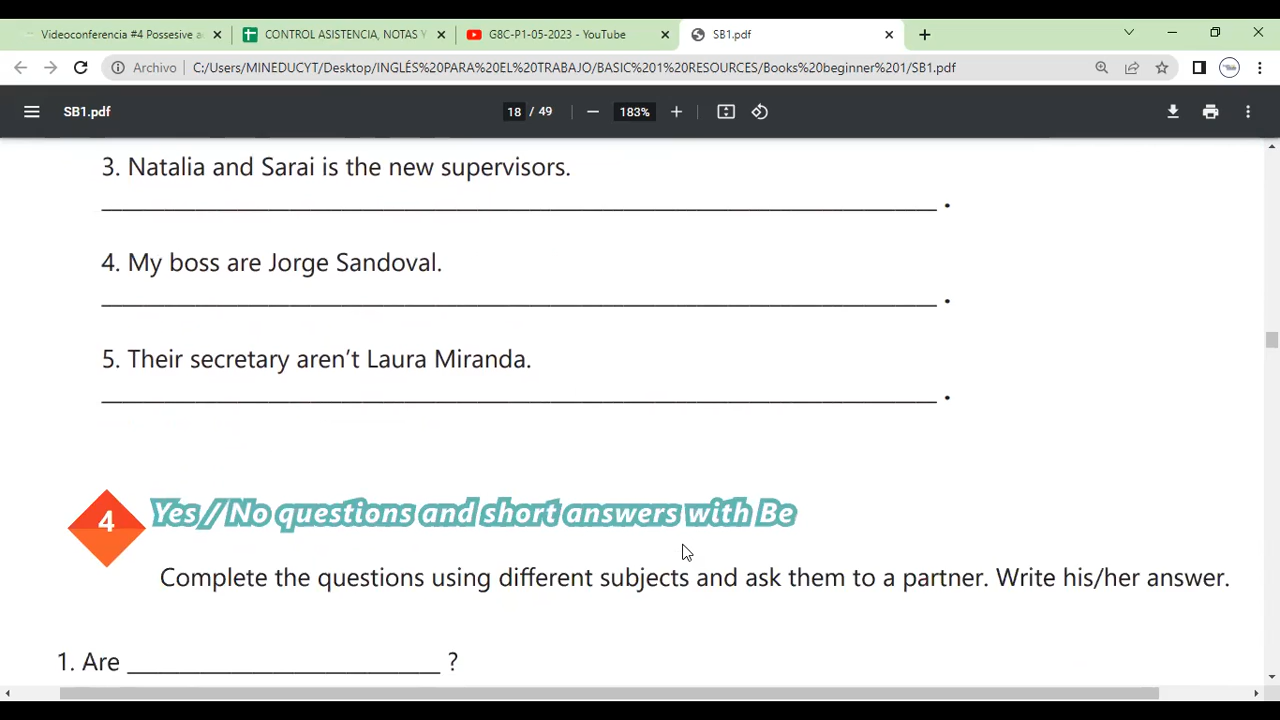 Videoconferencia #4 Possesive a
CONTROL ASISTENCIA, NOTAS Y
G8C-P1-05-2023 - YouTube
SB1.pdf
Archivo
C:/Users/MINEDUCYT/Desktop/INGLÉS%20PARA%20EL%20TRABAJO/BASIC%201%20RESOURCES/Books%20beginner%201/SB1.pdf
SB1.pdf
18 / 49
183%
3. Natalia and Sarai is the new supervisors.
.
4. My boss are Jorge Sandoval.
.
5. Their secretary aren’t Laura Miranda.
.
4
Yes / No questions and short answers with Be
Complete the questions using different subjects and ask them to a partner. Write his/her answer.
1. Are ______________________________ ?